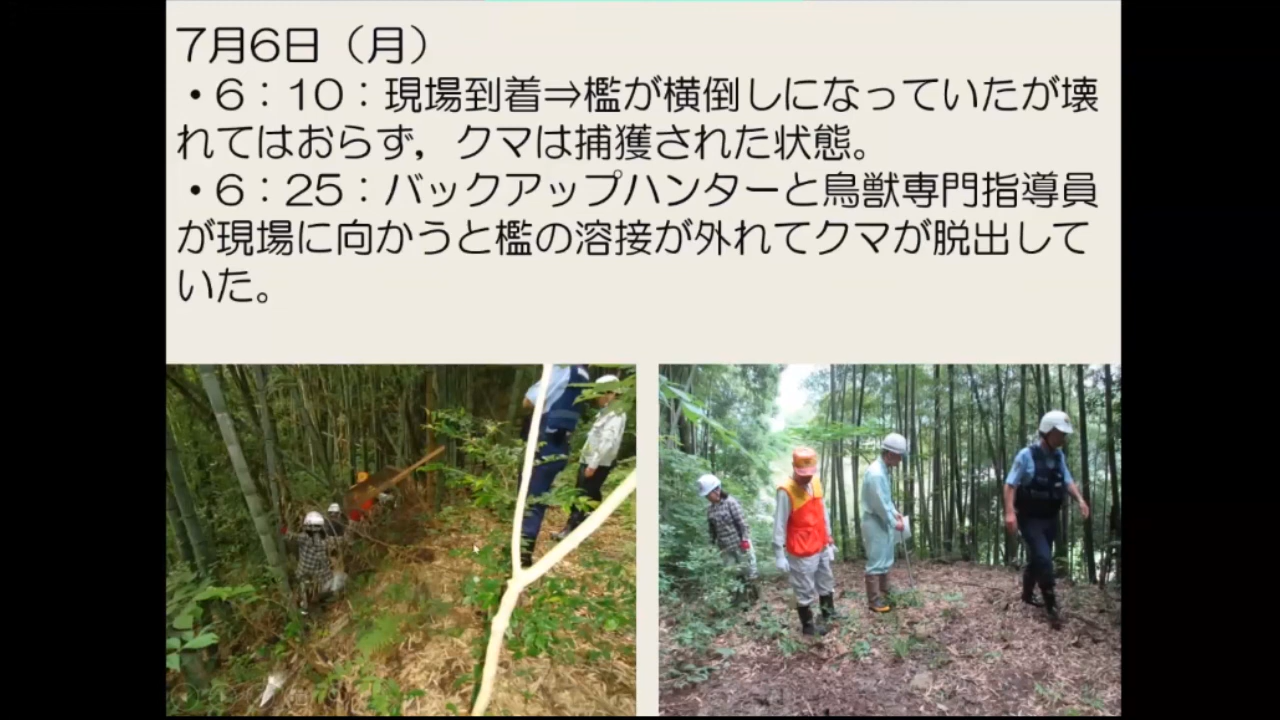 7月6日（月）
・6：10：現場到着⇒檻が横倒しになっていたが壊
れてはおらず，クマは捕獲された状態。
・6：25：バックアップハンターと鳥獣専門指導員
が現場に向かうと檻の溶接が外れてクマが脱出して
いた。